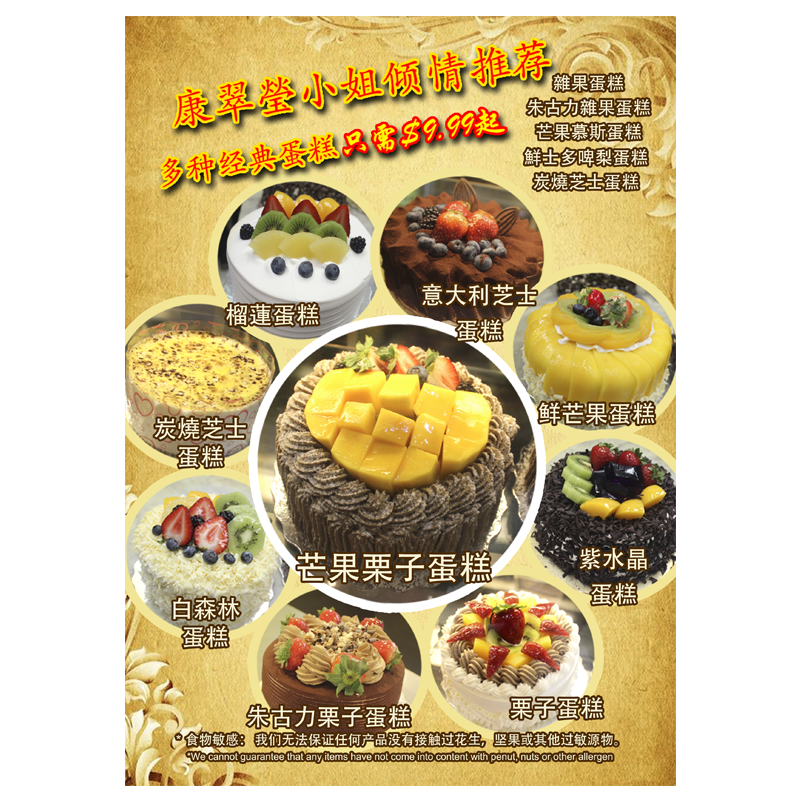 康翠瑩小姐倾情推荐
多种经典蛋糕只需$9.99起
雜果蛋糕
朱古力雜果蛋糕
芒果慕斯蛋糕
鮮士多啤梨蛋糕
炭燒芝士蛋糕
榴蓮蛋糕
意大利芝士
蛋糕
鲜芒果蛋糕
炭燒芝士
蛋糕
芒果栗子蛋糕
紫水晶
蛋糕
白森林
蛋糕
朱古力栗子蛋糕
栗子蛋糕
* 食物敏感： 我们无法保证任何产品没有接触过花生，坚果或其他过敏源物。
*We cannot guarantee that any items have not come into content with penut, nuts or other allergen